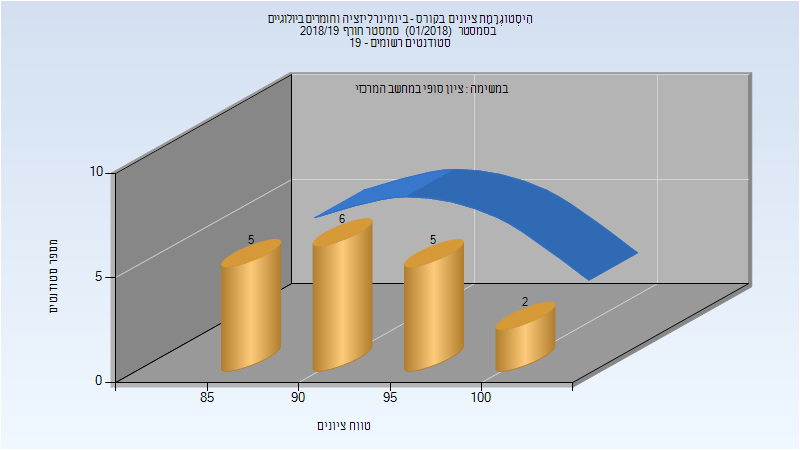 היסטוגרמת ציונים בקורס - ביומינרליזציה וחומרים ביולוגיים
בסמסטר (01/2018) סמסטר חורף 2018/19
סטודנטים רשומים - 19
במשימה : ציון סופי במחשב המרכזי
10
5
0
מספר סטודנטים
5
6
5
2
85
90
95
100
טווח ציונים